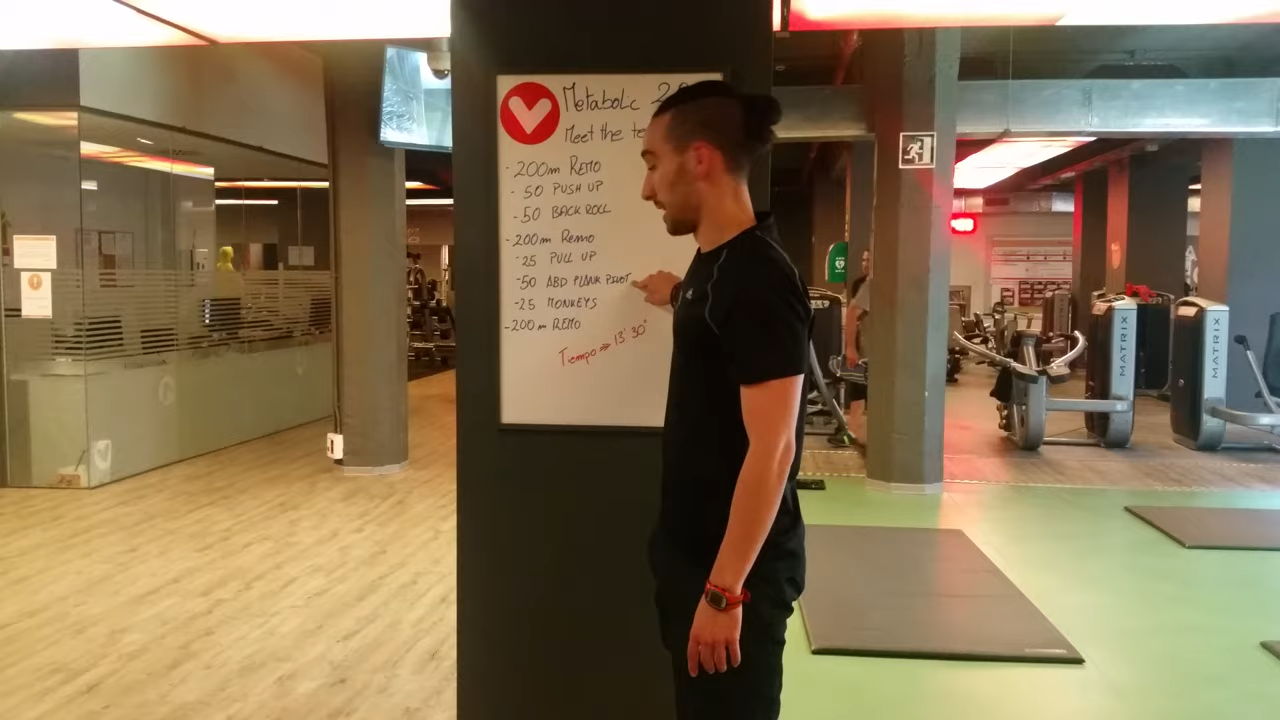 Metabolic
Meet the
- 200m REMO
- 50 PUSH UP
- 50 BACK ROLL
- 200m Remo
- 25 PULL UP
- 50 ABD PLANK PIVOT
- 25 MONKEYS
- 200m REMO
Tiempo ⇒ 13' 30"
MATRIX
MATRIX